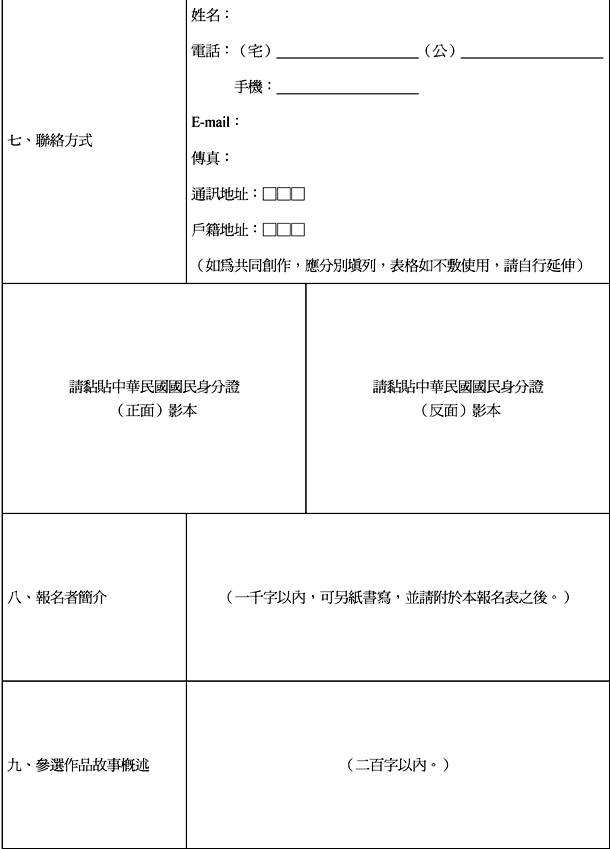 姓名：
電話：（宅）＿＿＿＿＿＿＿＿＿＿（公）＿＿＿＿＿＿＿＿＿＿
手機：＿＿＿＿＿＿＿＿＿＿
七、聯絡方式
E-mail：
傳真：
通訊地址：□□□
戶籍地址：□□□
（如為共同創作，應分別填列，表格如不敷使用，請自行延伸）
請黏貼中華民國國民身分證
（正面）影本
請黏貼中華民國國民身分證
（反面）影本
八、報名者簡介
（一千字以內，可另紙書寫，並請附於本報名表之後。）
九、參選作品故事概述
（二百字以內。）